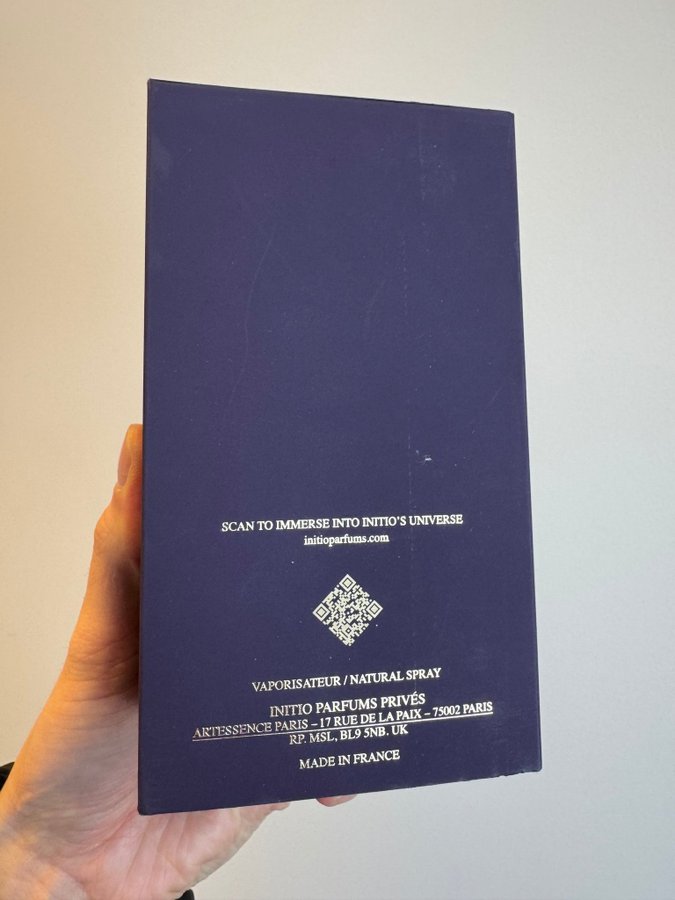 SCAN TO IMMERSE INTO INITIO'S UNIVERSE
initioparfums.com
VAPORISATEUR / NATURAL SPRAY
INITIO PARFUMS PRIVÉS
ARTESSENCE PARIS – 17 RUE DE LA PAIX – 75002 PARIS
RP. MSL, BL9 5NB. UK
MADE IN FRANCE